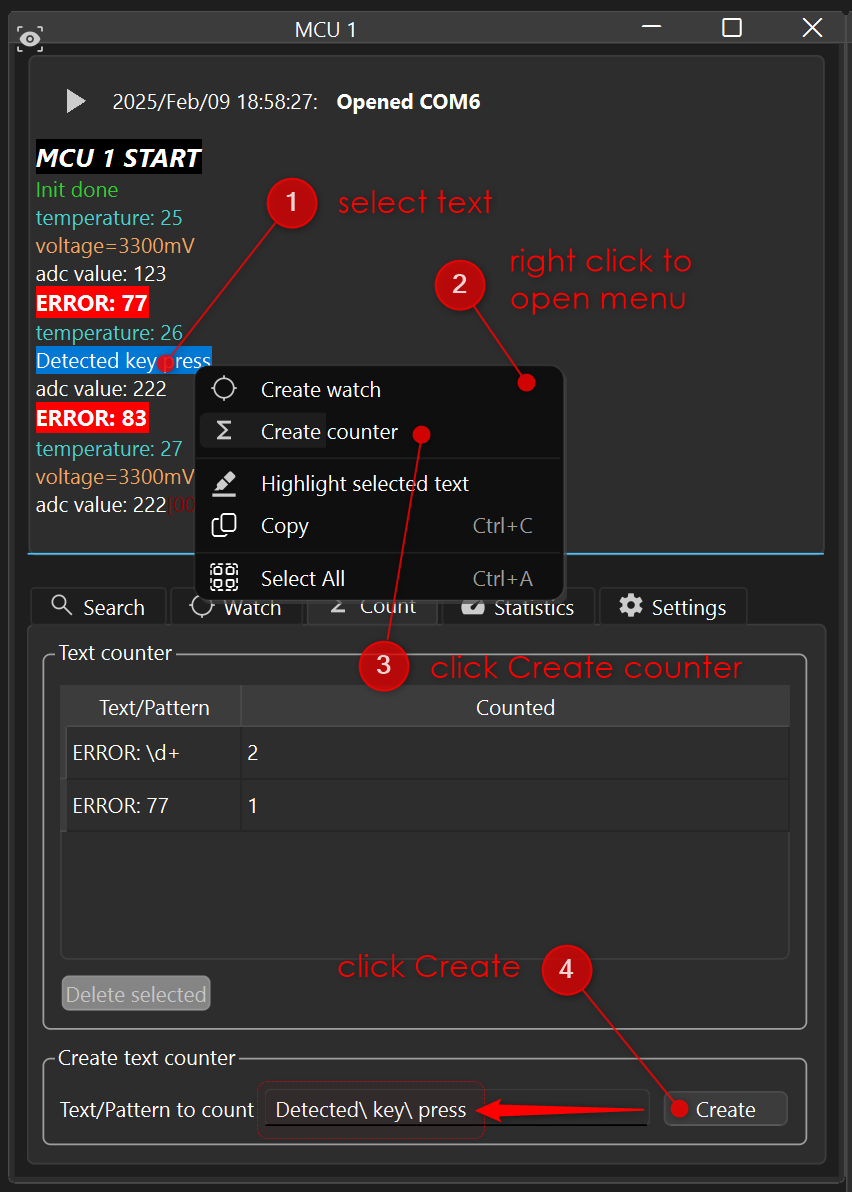 MCU 1
2025/Feb/09 18:58:27: Opened COM6
MCU 1 START
Init done
1 select text
temperature: 25
voltage=3300mV
adc value: 123
2 right click to
open menu
ERROR: 77
temperature: 26
Detected key press
adc value: 222
ERROR: 83
temperature: 27
voltage=3300mV
adc value: 222
Create watch
Create counter
Highlight selected text
Copy Ctrl+C
Select All Ctrl+A
Search Watch Count Statistics Settings
3 click Create counter
Text counter
Text/Pattern Counted
ERROR: \d+ 2
ERROR: 77 1
click Create 4
Delete selected
Create text counter
Text/Pattern to count Detected\ key\ press Create